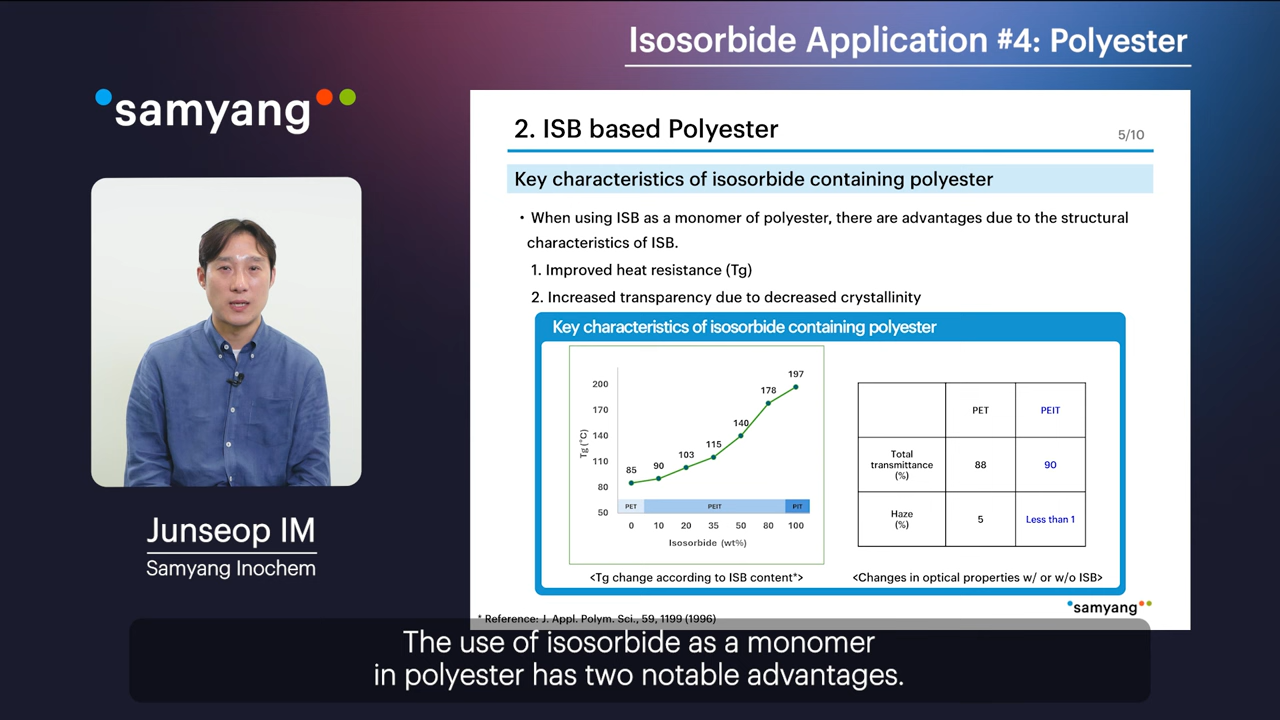 Isosorbide Application #4: Polyester
samyang
2. ISB based Polyester
5/10
Key characteristics of isosorbide containing polyester
• When using ISB as a monomer of polyester, there are advantages due to the structural
characteristics of ISB.
1. Improved heat resistance (Tg)
2. Increased transparency due to decreased crystallinity
Key characteristics of isosorbide containing polyester
Tg (°C)
200
170
140
110
80
50
85
90
103
115
140
178
197
PET
PEIT
PIT
0 10 20 35 50 80 100
Isosorbide (wt%)
<Tg change according to ISB content*>
PET PEIT
Total
transmittance
(%)
88 90
Haze
(%)
5 Less than 1
<Changes in optical properties w/ or w/o ISB>
samyang
* Reference: J. Appl. Polym. Sci., 59, 1199 (1996)
Junseop IM
Samyang Inochem
The use of isosorbide as a monomer
in polyester has two notable advantages.